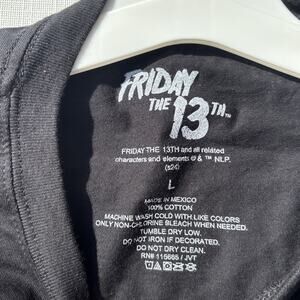 FRIDAY
THE
13TH™
FRIDAY THE 13TH and all related
characters and elements © & ™ NLP.
(s24)
L
MADE IN MEXICO
100% COTTON
MACHINE WASH COLD WITH LIKE COLORS
ONLY NON-CHLORINE BLEACH WHEN NEEDED.
TUMBLE DRY LOW.
DO NOT IRON IF DECORATED.
DO NOT DRY CLEAN.
RN# 115665 / JVT